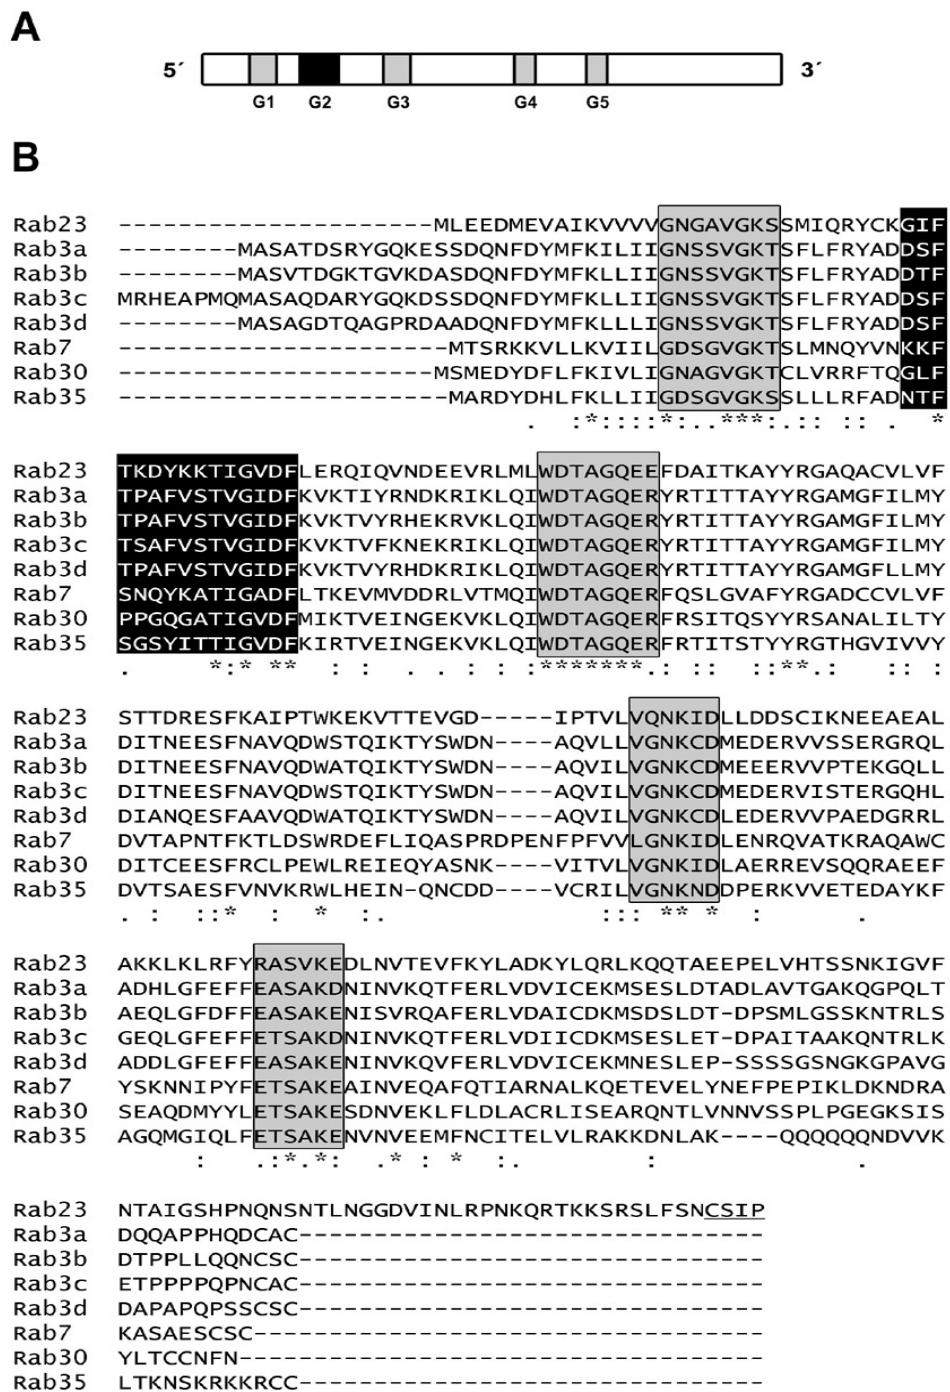 A
5´ 3´
G1 G2 G3 G4 G5
B
Rab23 ---------------------MLEEDMEVAIKVVVVGNGAVGKSSMIQRYCKGIF
Rab3a --------MASATDSRYGQKESSDQNFDYMFKILIIGNSSVGKTSFLFRYADDSF
Rab3b --------MASVTDGKTGVKDASDQNFDYMFKLLIIGNSSVGKTSFLFRYADDTF
Rab3c MRHEAPMQMASAQDARYGQKDSSDQNFDYMFKLLIIGNSSVGKTSFLFRYADDSF
Rab3d --------MASAGDTQAGPRDAADQNFDYMFKLLLIGNSSVGKTSFLFRYADDSF
Rab7 ----------------------MTSRKKVLLKVIILGDSGVGKTSLMNQYVNKKF
Rab30 ---------------------MSMEDYDFLFKIVLIGNAGVGKTCLVRRFTQGLF
Rab35 ----------------------MARDYDHLFKLLIIGDSGVGKSSLLLRFADNTF
. :*:::*:..***:.:: :: . *
Rab23 TKDYKKTIGVDFLERQIQVNDEEVRLMLWDTAGQEEFDAITKAYYRGAQACVLVF
Rab3a TPAFVSTVGIDFKVKTIYRNDKRIKLQIWDTAGQERYRTITTAYYRGAMGFILMY
Rab3b TPAFVSTVGIDFKVKTVYRHEKRVKLQIWDTAGQERYRTITTAYYRGAMGFILMY
Rab3c TSAFVSTVGIDFKVKTVFKNEKRIKLQIWDTAGQERYRTITTAYYRGAMGFILMY
Rab3d TPAFVSTVGIDFKVKTVYRHDKRIKLQIWDTAGQERYRTITTAYYRGAMGFLLMY
Rab7 SNQYKATIGADFLTKEVMVDDRLVTMQIWDTAGQERFQSLGVAFYRGADCCVLVF
Rab30 PPGQGATIGVDFMIKTVEINGEKVKLQIWDTAGQERFRSITQSYYRSANALILTY
Rab35 SGSYITTIGVDFKIRTVEINGEKVKLQIWDTAGQERFRTITSTYYRGTHGVIVVY
. *:* ** : : . .: : :*******.: :: ::**.: :: :
Rab23 STTDRESFKAIPTWKEKVTTEVGD-----IPTVLVQNKIDLLDDSCIKNEEAEAL
Rab3a DITNEESFNAVQDWSTQIKTYSWDN----AQVLLVGNKCDMEDERVVSSERGRQL
Rab3b DITNEESFNAVQDWATQIKTYSWDN----AQVILVGNKCDMEEERVVPTEKGQLL
Rab3c DITNEESFNAVQDWSTQIKTYSWDN----AQVILVGNKCDMEDERVISTERGQHL
Rab3d DIANQESFAAVQDWATQIKTYSWDN----AQVILVGNKCDLEDERVVPAEDGRRL
Rab7 DVTAPNTFKTLDSWRDEFLIQASPRDPENFPFVVLGNKIDLENRQVATKRAQAWC
Rab30 DITCEESFRCLPEWLREIEQYASNK----VITVLVGNKIDLAERREVSQQRAEEF
Rab35 DVTSAESFVNVKRWLHEIN-QNCDD----VCRILVGNKNDDPERKVVETEDAYKF
. : ::* : * :. ::: ** * : .
Rab23 AKKLKLRFYRASVKEDLNVTEVFKYLADKYLQRLKQQTAEEPELVHTSSNKIGVF
Rab3a ADHLGFEFFEASAKDNINVKQTFERLVDVICEKMSESLDTADLAVTGAKQGPQLT
Rab3b AEQLGFDFFEASAKENISVRQAFERLVDAICDKMSDSLDT-DPSMLGSSKNTRLS
Rab3c GEQLGFEFFETSAKDNINVKQTFERLVDIICDKMSESLET-DPAITAAKQNTRLK
Rab3d ADDLGFEFFEASAKENINVKQVFERLVDVICEKMNESLEP-SSSSGSNGKGPAVG
Rab7 YSKNNIPYFETSAKEAINVEQAFQTIARNALKQETEVELYNEFPEPIKLDKNDRA
Rab30 SEAQDMYYLETSAKESDNVEKLFLDLACRLISEARQNTLVNNVSSPLPGEGKSIS
Rab35 AGQMGIQLFETSAKENVNVEEMFNCITELVLRAKKDNLAK----QQQQQQNDVVK
: .:*.*: .* : * :. : .
Rab23 NTAIGSHPNQNSNTLNGGDVINLRPNKQRTKKSRSLFSNCSIP
Rab3a DQQAPPHQDCAC-------------------------------
Rab3b DTPPLLQQNCSC-------------------------------
Rab3c ETPPPPQPNCAC-------------------------------
Rab3d DAPAPQPSSCSC-------------------------------
Rab7 KASAESCSC----------------------------------
Rab30 YLTCCNFN-----------------------------------
Rab35 LTKNSKRKKRCC-------------------------------